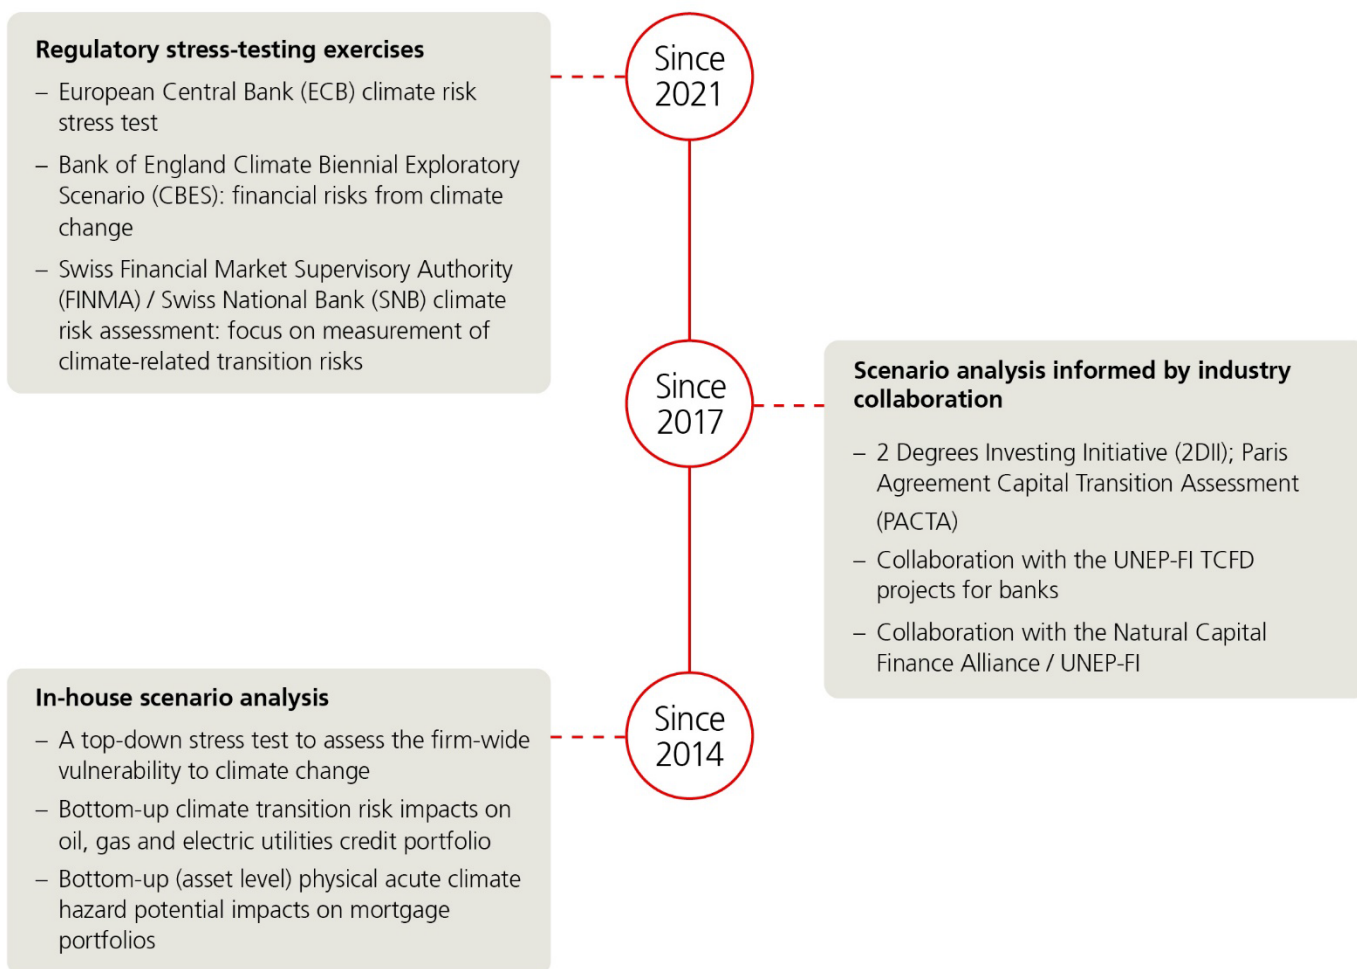 Regulatory stress-testing exercises
– European Central Bank (ECB) climate risk
stress test
– Bank of England Climate Biennial Exploratory
Scenario (CBES): financial risks from climate
change
– Swiss Financial Market Supervisory Authority
(FINMA) / Swiss National Bank (SNB) climate
risk assessment: focus on measurement of
climate-related transition risks
Since
2021
Since
2017
Scenario analysis informed by industry
collaboration
– 2 Degrees Investing Initiative (2DII); Paris
Agreement Capital Transition Assessment
(PACTA)
– Collaboration with the UNEP-FI TCFD
projects for banks
– Collaboration with the Natural Capital
Finance Alliance / UNEP-FI
In-house scenario analysis
– A top-down stress test to assess the firm-wide
vulnerability to climate change
– Bottom-up climate transition risk impacts on
oil, gas and electric utilities credit portfolio
– Bottom-up (asset level) physical acute climate
hazard potential impacts on mortgage
portfolios
Since
2014